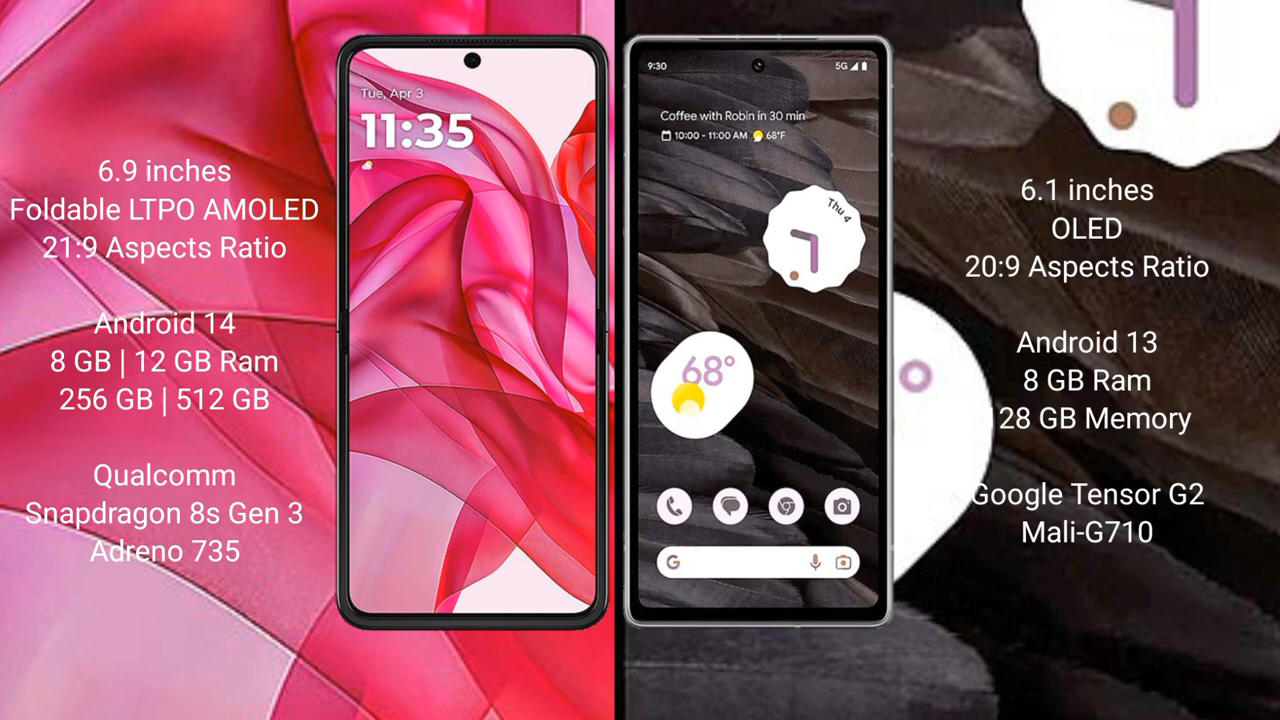 6.9 inches
Foldable LTPO AMOLED
21:9 Aspects Ratio
Android 14
8 GB | 12 GB Ram
256 GB | 512 GB
Qualcomm
Snapdragon 8s Gen 3
Adreno 735
Tue, Apr 3
11:35
9:30
5G
Coffee with Robin in 30 min
10:00 - 11:00 AM 68°F
Thu 4
68°
G
6.1 inches
OLED
20:9 Aspects Ratio
Android 13
8 GB Ram
128 GB Memory
Google Tensor G2
Mali-G710